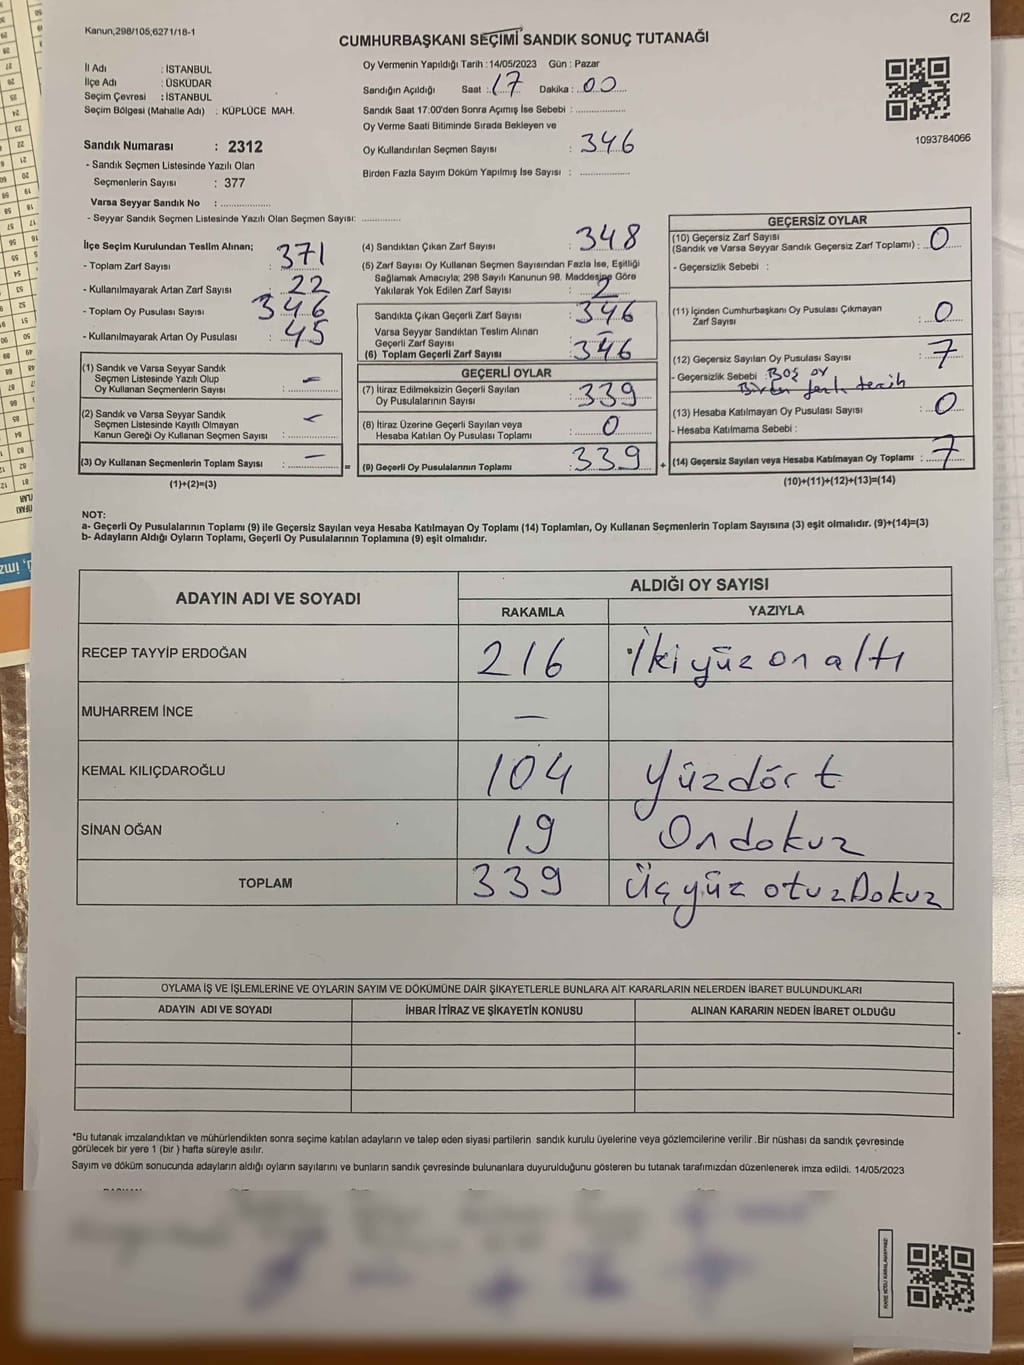 C/2
Kanun,298/105;6271/18-1
CUMHURBAŞKANI SEÇİMİ SANDIK SONUÇ TUTANAĞI
İl Adı : İSTANBUL
İlçe Adı : ÜSKÜDAR
Seçim Çevresi : İSTANBUL
Seçim Bölgesi (Mahalle Adı) : KÜPLÜCE MAH.
Sandık Numarası : 2312
- Sandık Seçmen Listesinde Yazılı Olan
Seçmenlerin Sayısı : 377
Varsa Seyyar Sandık No : ..............
- Seyyar Sandık Seçmen Listesinde Yazılı Olan Seçmen Sayısı: ............
Oy Vermenin Yapıldığı Tarih : 14/05/2023 Gün : Pazar
Sandığın Açıldığı Saat : 17 Dakika : 00
Sandık Saat 17:00'den Sonra Açımış İse Sebebi : ..............
Oy Verme Saati Bitiminde Sırada Bekleyen ve
Oy Kullandırılan Seçmen Sayısı : 346
Birden Fazla Sayım Döküm Yapılmış İse Sayısı : ..............
1093784066
İlçe Seçim Kurulundan Teslim Alınan;
- Toplam Zarf Sayısı : 371
- Kullanılmayarak Artan Zarf Sayısı : 22
- Toplam Oy Pusulası Sayısı : 346
- Kullanılmayarak Artan Oy Pusulası : 45
(1) Sandık ve Varsa Seyyar Sandık
Seçmen Listesinde Yazılı Olup
Oy Kullanan Seçmenlerin Sayısı : –
(2) Sandık ve Varsa Seyyar Sandık
Seçmen Listesinde Kayıtlı Olmayan
Kanun Gereği Oy Kullanan Seçmen Sayısı : –
(3) Oy Kullanan Seçmenlerin Toplam Sayısı : –
(1)+(2)=(3)
(4) Sandıktan Çıkan Zarf Sayısı : 348
(5) Zarf Sayısı Oy Kullanan Seçmen Sayısından Fazla İse, Eşitliği
Sağlamak Amacıyla; 298 Sayılı Kanunun 98. Maddesine Göre
Yakılarak Yok Edilen Zarf Sayısı : 2
Sandıkta Çıkan Geçerli Zarf Sayısı : 346
Varsa Seyyar Sandıktan Teslim Alınan
Geçerli Zarf Sayısı : –
(6) Toplam Geçerli Zarf Sayısı : 346
GEÇERLİ OYLAR
(7) İtiraz Edilmeksizin Geçerli Sayılan
Oy Pusulalarının Sayısı : 339
(8) İtiraz Üzerine Geçerli Sayılan veya
Hesaba Katılan Oy Pusulası Toplamı : 0
= (9) Geçerli Oy Pusulalarının Toplamı : 339
GEÇERSİZ OYLAR
(10) Geçersiz Zarf Sayısı
(Sandık ve Varsa Seyyar Sandık Geçersiz Zarf Toplamı) : 0
- Geçersizlik Sebebi :
(11) İçinden Cumhurbaşkanı Oy Pusulası Çıkmayan
Zarf Sayısı : 0
(12) Geçersiz Sayılan Oy Pusulası Sayısı : 7
- Geçersizlik Sebebi : Boş oy
Birden fazla tercih
(13) Hesaba Katılmayan Oy Pusulası Sayısı : 0
- Hesaba Katılmama Sebebi :
+ (14) Geçersiz Sayılan veya Hesaba Katılmayan Oy Toplamı : 7
(10)+(11)+(12)+(13)=(14)
NOT:
a- Geçerli Oy Pusulalarının Toplamı (9) ile Geçersiz Sayılan veya Hesaba Katılmayan Oy Toplamı (14) Toplamları, Oy Kullanan Seçmenlerin Toplam Sayısına (3) eşit olmalıdır. (9)+(14)=(3)
b- Adayların Aldığı Oyların Toplamı, Geçerli Oy Pusulalarının Toplamına (9) eşit olmalıdır.
ADAYIN ADI VE SOYADI
ALDIĞI OY SAYISI
RAKAMLA YAZIYLA
RECEP TAYYİP ERDOĞAN 216 İki yüz on altı
MUHARREM İNCE –
KEMAL KILIÇDAROĞLU 104 Yüzdört
SİNAN OĞAN 19 Ondokuz
TOPLAM 339 Üçyüz otuzDokuz
OYLAMA İŞ VE İŞLEMLERİNE VE OYLARIN SAYIM VE DÖKÜMÜNE DAİR ŞİKAYETLERLE BUNLARA AİT KARARLARIN NELERDEN İBARET BULUNDUKLARI
ADAYIN ADI VE SOYADI İHBAR İTİRAZ VE ŞİKAYETİN KONUSU ALINAN KARARIN NEDEN İBARET OLDUĞU
*Bu tutanak imzalandıktan ve mühürlendikten sonra seçime katılan adayların ve talep eden siyasi partilerin sandık kurulu üyelerine veya gözlemcilerine verilir .Bir nüshası da sandık çevresinde
görülecek bir yere 1 (bir ) hafta süreyle asılır.
Sayım ve döküm sonucunda adayların aldığı oyların sayılarını ve bunların sandık çevresinde bulunanlara duyurulduğunu gösteren bu tutanak tarafımızdan düzenlenerek imza edildi. 14/05/2023